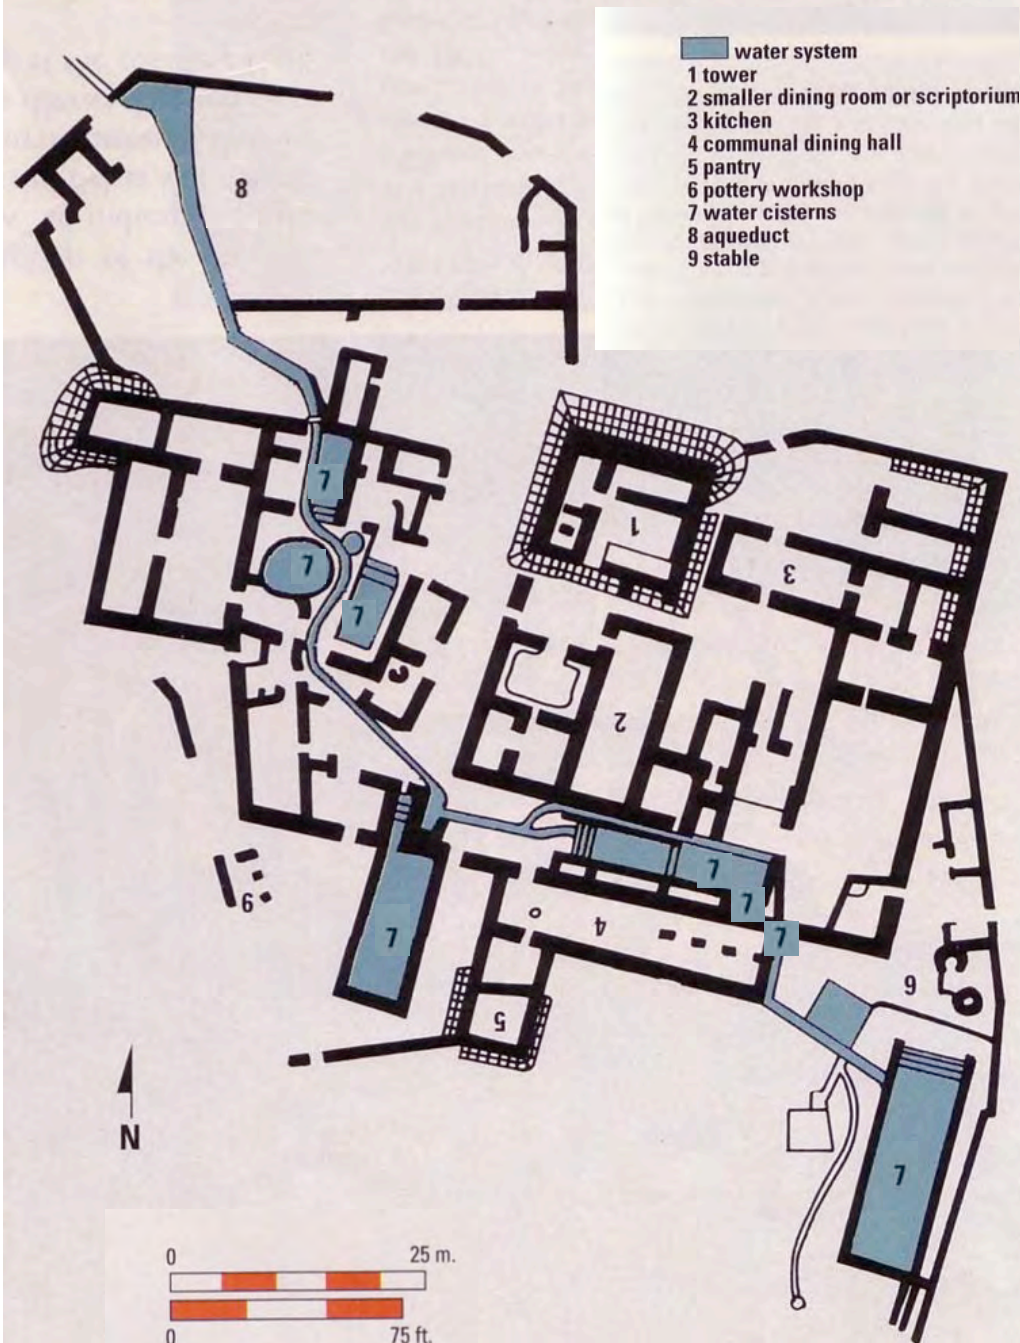 water system
1 tower
2 smaller dining room or scriptorium
3 kitchen
4 communal dining hall
5 pantry
6 pottery workshop
7 water cisterns
8 aqueduct
9 stable
8
7
7
7
1
3
2
7
7
7
7
4
9
6
5
7
N
0 25 m.
0 75 ft.